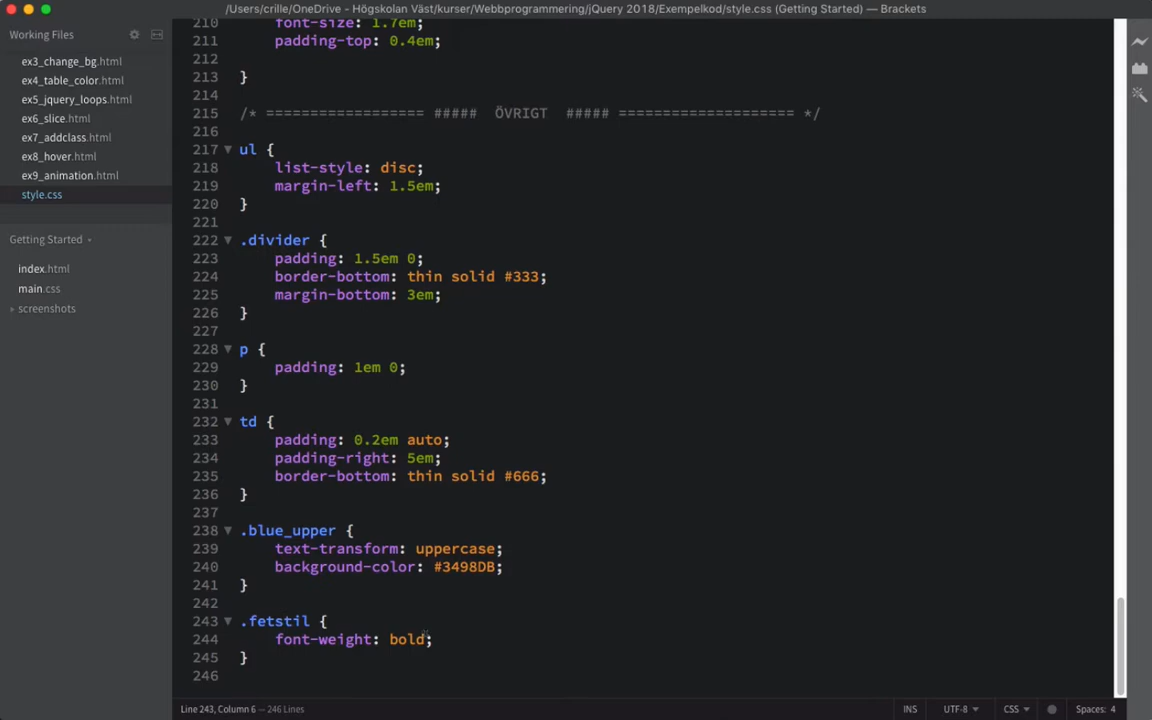 /Users/crille/OneDrive - Högskolan Väst/kurser/Webbprogrammering/jQuery 2018/Exempelkod/style.css (Getting Started) — Brackets
Working Files
ex3_change_bg.html
ex4_table_color.html
ex5_jquery_loops.html
ex6_slice.html
ex7_addclass.html
ex8_hover.html
ex9_animation.html
style.css
Getting Started
index.html
main.css
screenshots
210 font-size: 1.7em;
211 padding-top: 0.4em;
212
213 }
214
215 /* ================== ##### ÖVRIGT ##### ==================== */
216
217 ul {
218 list-style: disc;
219 margin-left: 1.5em;
220 }
221
222 .divider {
223 padding: 1.5em 0;
224 border-bottom: thin solid #333;
225 margin-bottom: 3em;
226 }
227
228 p {
229 padding: 1em 0;
230 }
231
232 td {
233 padding: 0.2em auto;
234 padding-right: 5em;
235 border-bottom: thin solid #666;
236 }
237
238 .blue_upper {
239 text-transform: uppercase;
240 background-color: #3498DB;
241 }
242
243 .fetstil {
244 font-weight: bold;
245 }
246
Line 243, Column 6 — 246 Lines
INS UTF-8 CSS Spaces: 4